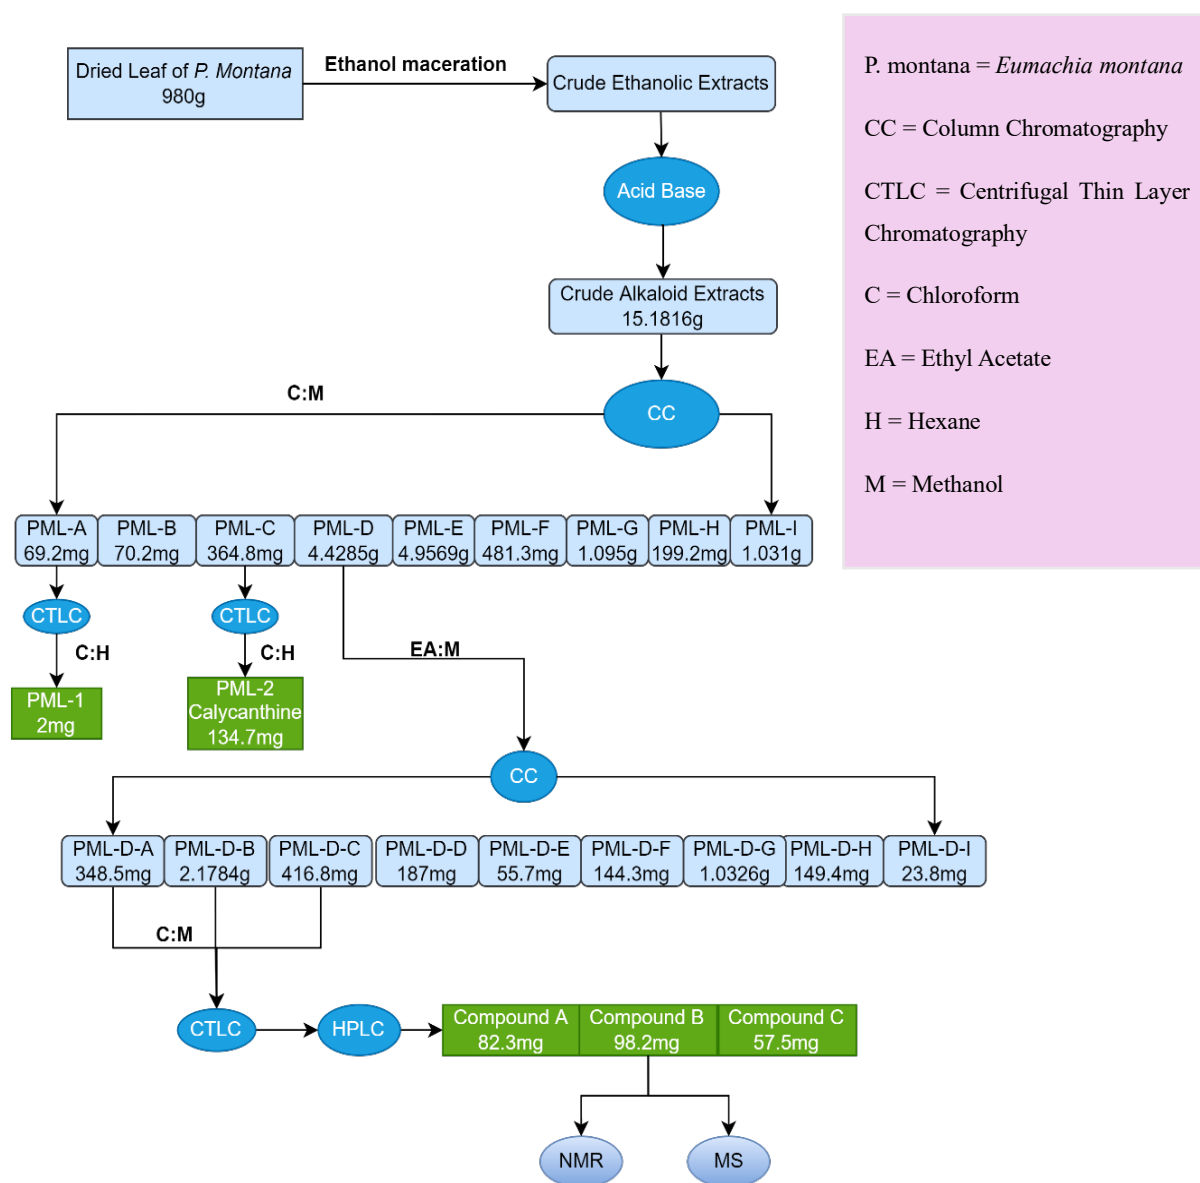 Dried Leaf of P. Montana
980g
Ethanol maceration
Crude Ethanolic Extracts
Acid Base
Crude Alkaloid Extracts
15.1816g
C:M
CC
PML-A
69.2mg
PML-B
70.2mg
PML-C
364.8mg
PML-D
4.4285g
PML-E
4.9569g
PML-F
481.3mg
PML-G
1.095g
PML-H
199.2mg
PML-I
1.031g
CTLC
C:H
PML-1
2mg
CTLC
C:H
PML-2
Calycanthine
134.7mg
EA:M
CC
PML-D-A
348.5mg
PML-D-B
2.1784g
PML-D-C
416.8mg
PML-D-D
187mg
PML-D-E
55.7mg
PML-D-F
144.3mg
PML-D-G
1.0326g
PML-D-H
149.4mg
PML-D-I
23.8mg
C:M
CTLC
HPLC
Compound A
82.3mg
Compound B
98.2mg
Compound C
57.5mg
NMR
MS
P. montana = Eumachia montana
CC = Column Chromatography
CTLC = Centrifugal Thin Layer
Chromatography
C = Chloroform
EA = Ethyl Acetate
H = Hexane
M = Methanol